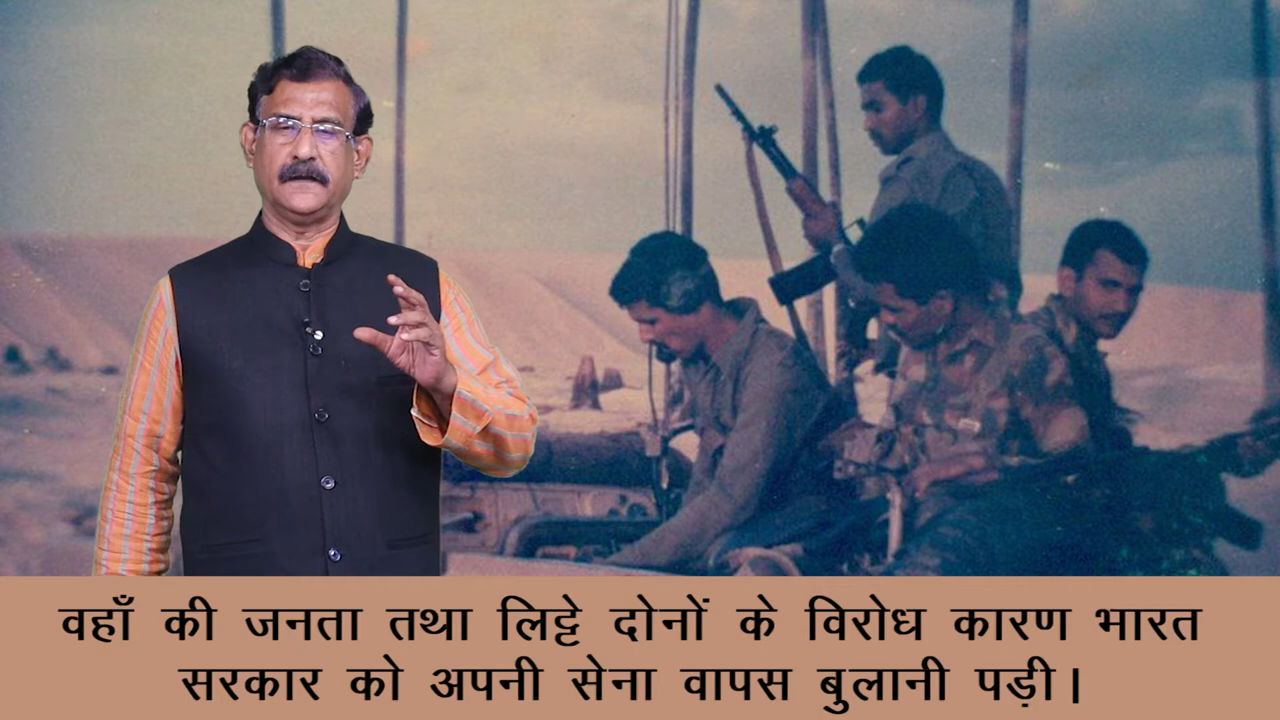 वहाँ की जनता तथा लिट्टे दोनों के विरोध कारण भारत
सरकार को अपनी सेना वापस बुलानी पड़ी।